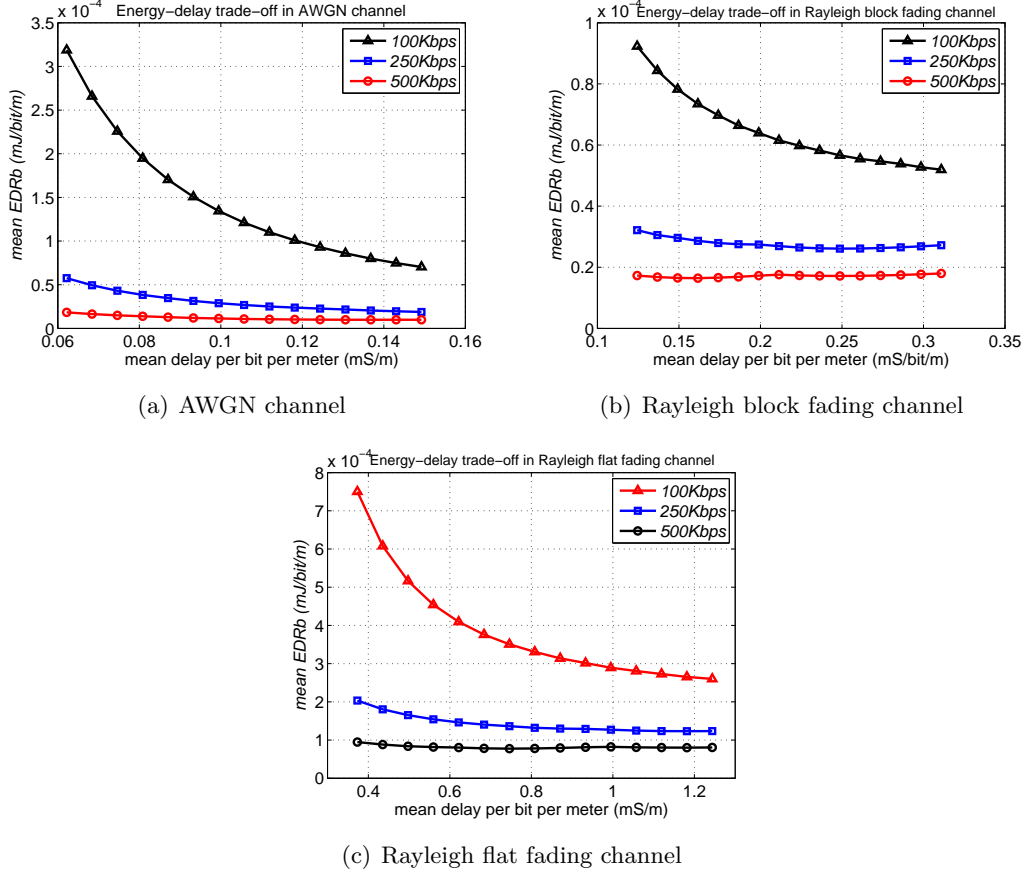 x 10−4
Energy−delay trade−off in AWGN channel
3.5
3
2.5
2
1.5
1
0.5
0
0.06
0.08
0.1
0.12
0.14
0.16
mean EDRb (mJ/bit/m)
mean delay per bit per meter (mS/m)
100Kbps
250Kbps
500Kbps
(a) AWGN channel
x 10−4
Energy−delay trade−off in Rayleigh block fading channel
1
0.8
0.6
0.4
0.2
0
0.1
0.15
0.2
0.25
0.3
0.35
mean EDRb (mJ/bit/m)
mean delay per bit per meter (mS/bit/m)
100Kbps
250Kbps
500Kbps
(b) Rayleigh block fading channel
x 10−4
Energy−delay trade−off in Rayleigh flat fading channel
8
7
6
5
4
3
2
1
0
0.4
0.6
0.8
1
1.2
mean EDRb (mJ/bit/m)
mean delay per bit per meter (mS/m)
100Kbps
250Kbps
500Kbps
(c) Rayleigh flat fading channel